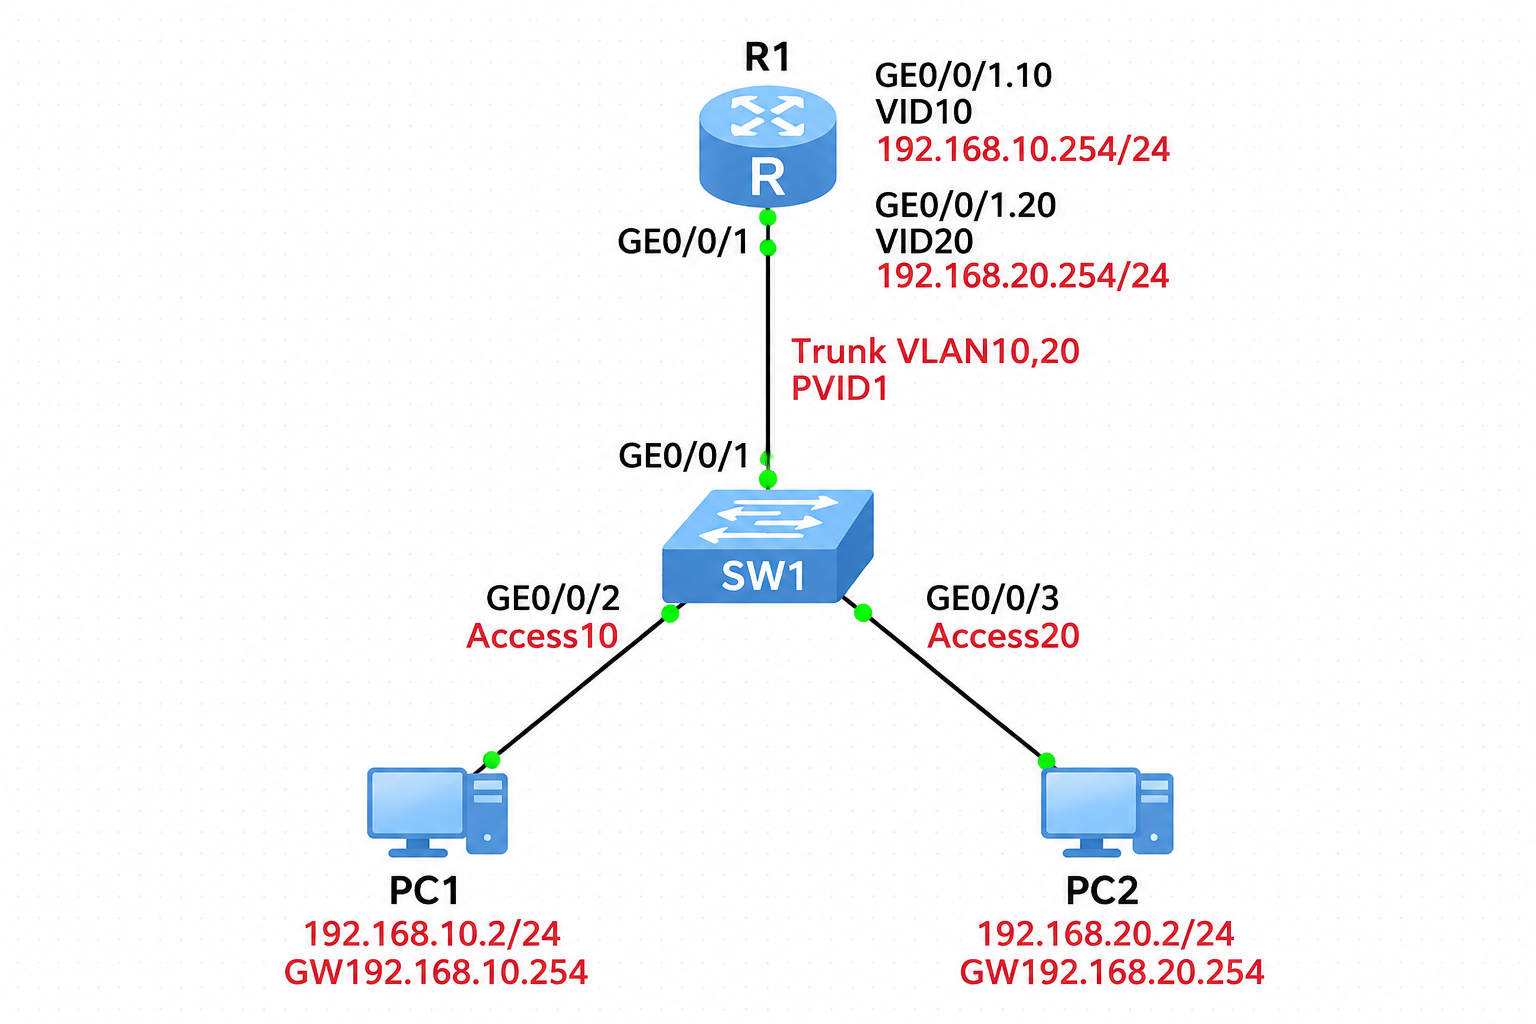 R1
GE0/0/1.10
VID10
192.168.10.254/24
R
GE0/0/1.20
VID20
192.168.20.254/24
GE0/0/1
Trunk VLAN10,20
PVID1
GE0/0/1
SW1
GE0/0/2
Access10
GE0/0/3
Access20
PC1
192.168.10.2/24
GW192.168.10.254
PC2
192.168.20.2/24
GW192.168.20.254